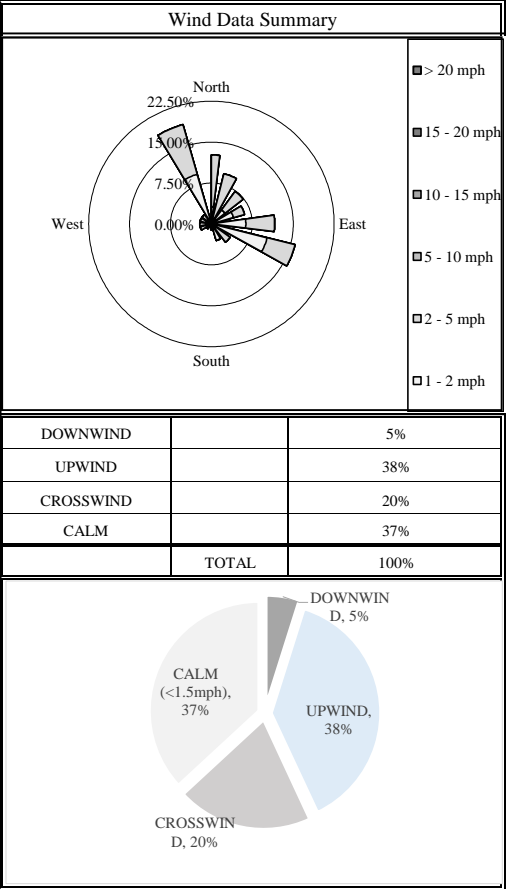 Wind Data Summary
North
22.50%
15.00%
7.50%
0.00%
West
East
South
> 20 mph
15 - 20 mph
10 - 15 mph
5 - 10 mph
2 - 5 mph
1 - 2 mph
DOWNWIND 5%
UPWIND 38%
CROSSWIND 20%
CALM 37%
TOTAL 100%
DOWNWIN
D, 5%
CALM
(<1.5mph),
37%
UPWIND,
38%
CROSSWIN
D, 20%